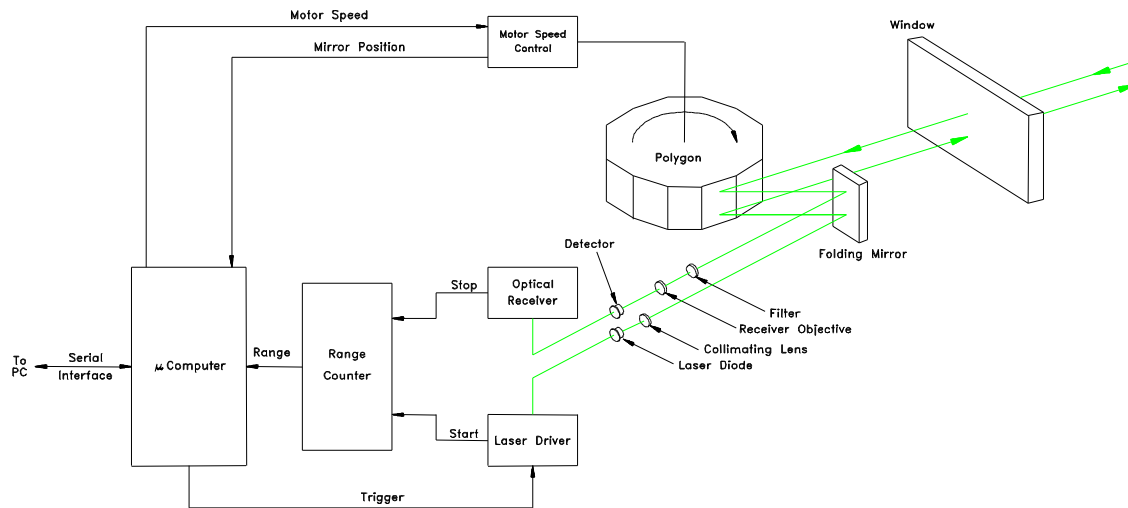 Motor Speed
Mirror Position
Motor Speed
Control
Window
Polygon
Folding Mirror
Detector
Filter
Receiver Objective
Collimating Lens
Laser Diode
Stop
Optical
Receiver
To
PC
Serial
Interface
μComputer
Range
Range
Counter
Start
Laser Driver
Trigger